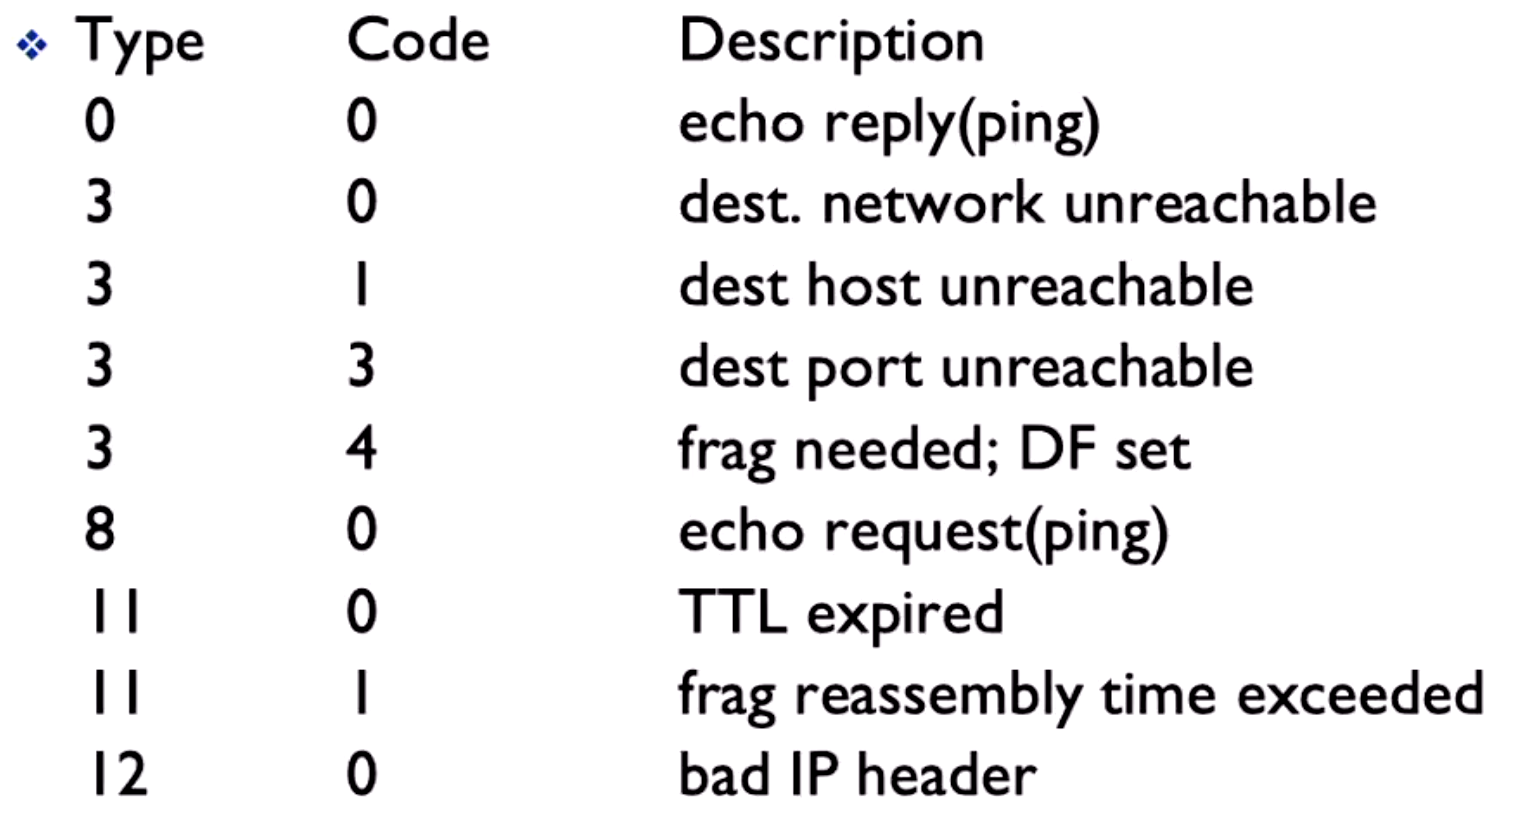 ❖ Type Code Description
0 0 echo reply(ping)
3 0 dest. network unreachable
3 1 dest host unreachable
3 3 dest port unreachable
3 4 frag needed; DF set
8 0 echo request(ping)
11 0 TTL expired
11 1 frag reassembly time exceeded
12 0 bad IP header